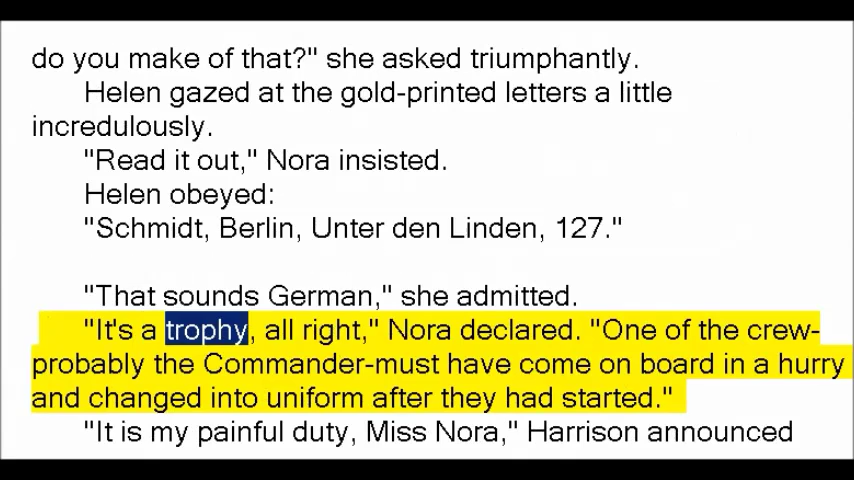 do you make of that?" she asked triumphantly.
Helen gazed at the gold-printed letters a little
incredulously.
"Read it out," Nora insisted.
Helen obeyed:
"Schmidt, Berlin, Unter den Linden, 127."
"That sounds German," she admitted.
"It's a trophy, all right," Nora declared. "One of the crew-
probably the Commander-must have come on board in a hurry
and changed into uniform after they had started."
"It is my painful duty, Miss Nora," Harrison announced